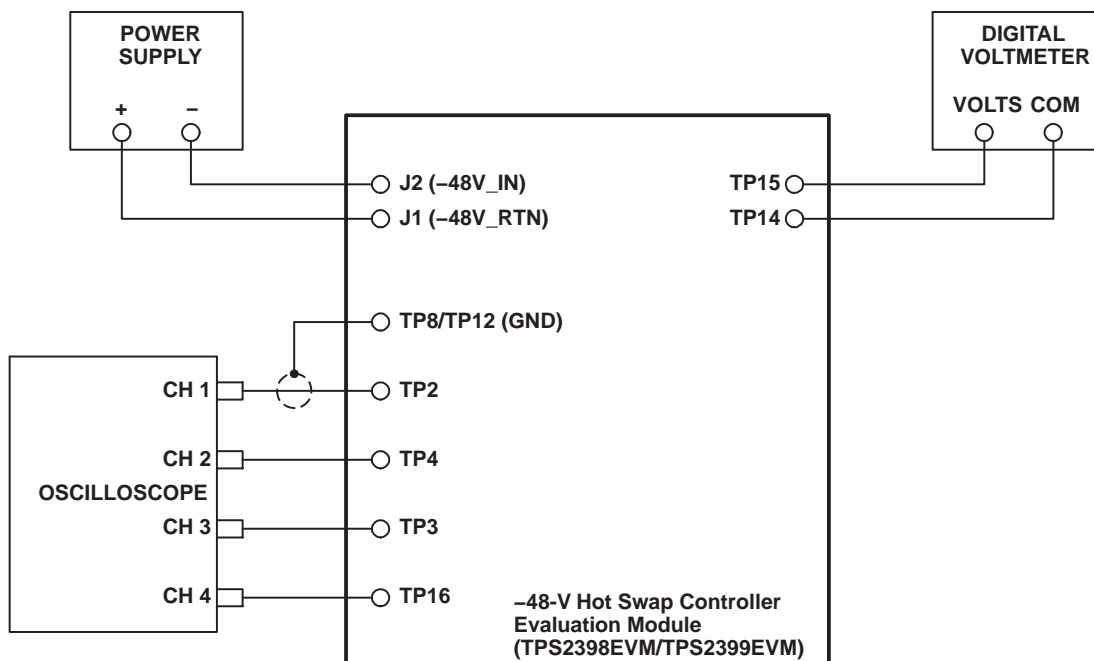 POWER
SUPPLY
+ –
DIGITAL
VOLTMETER
VOLTS COM
J2 (–48V_IN)
J1 (–48V_RTN)
TP15
TP14
TP8/TP12 (GND)
CH 1
TP2
CH 2
TP4
OSCILLOSCOPE
CH 3
TP3
CH 4
TP16
–48-V Hot Swap Controller
Evaluation Module
(TPS2398EVM/TPS2399EVM)